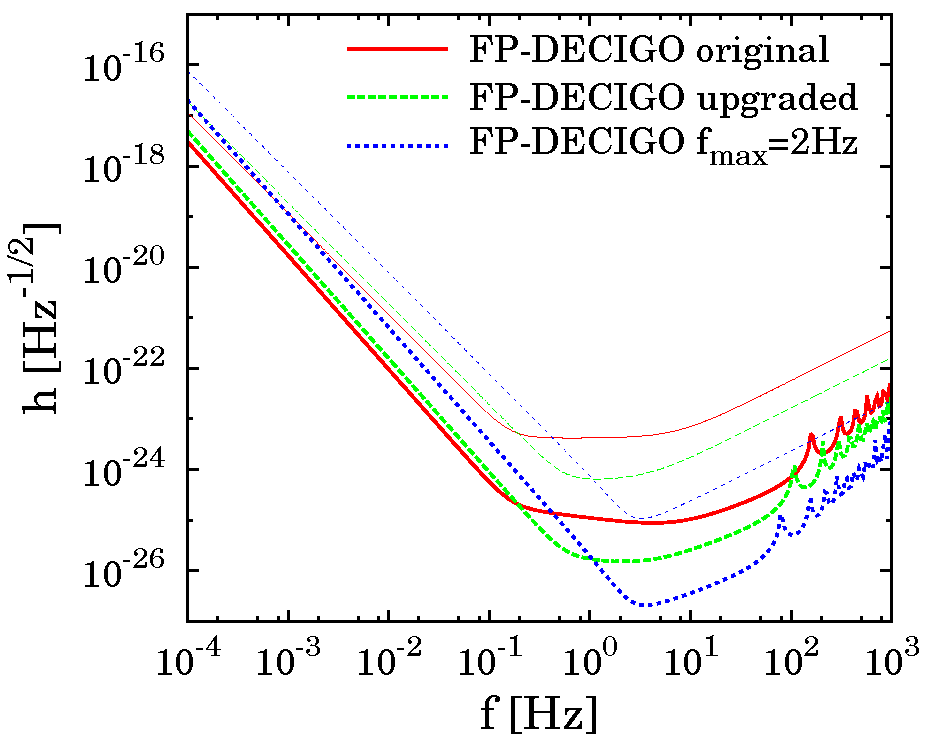 FP-DECIGO original
FP-DECIGO upgraded
FP-DECIGO f_max=2Hz
10^-16
10^-18
10^-20
10^-22
10^-24
10^-26
h [Hz^-1/2]
10^-4 10^-3 10^-2 10^-1 10^0 10^1 10^2 10^3
f [Hz]